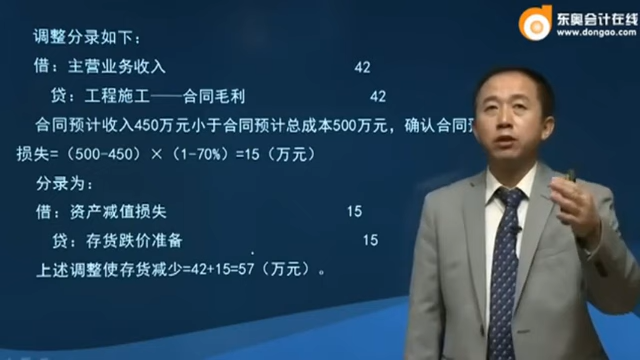 东奥会计在线
www.dongao.com
调整分录如下：
借：主营业务收入 42
贷：工程施工——合同毛利 42
合同预计收入450万元小于合同预计总成本500万元，确认合同
损失=（500-450）×（1-70%）=15（万元）
分录为：
借：资产减值损失 15
贷：存货跌价准备 15
上述调整使存货减少=42+15=57（万元）。